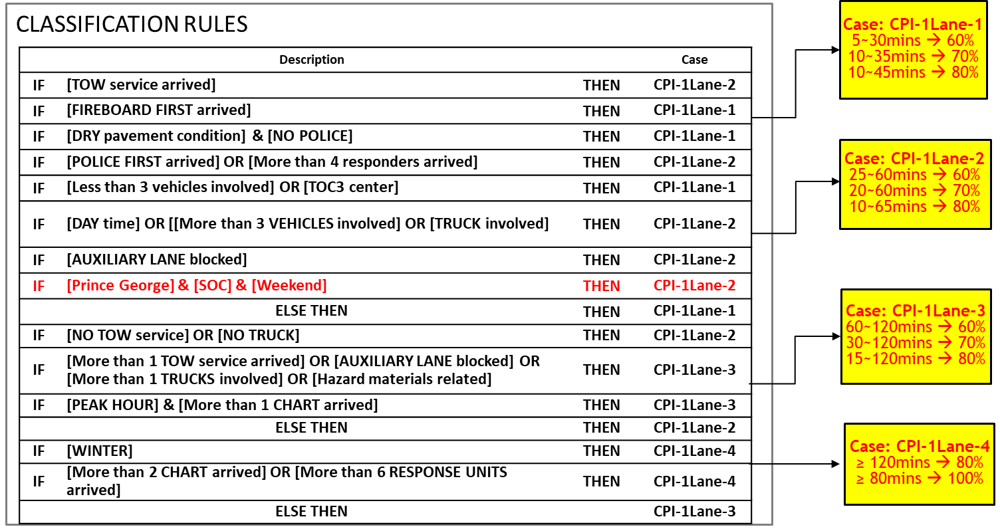 CLASSIFICATION RULES
Description Case
IF [TOW service arrived] THEN CPI-1Lane-2
IF [FIREBOARD FIRST arrived] THEN CPI-1Lane-1
IF [DRY pavement condition] & [NO POLICE] THEN CPI-1Lane-1
IF [POLICE FIRST arrived] OR [More than 4 responders arrived] THEN CPI-1Lane-2
IF [Less than 3 vehicles involved] OR [TOC3 center] THEN CPI-1Lane-1
IF [DAY time] OR [[More than 3 VEHICLES involved] OR [TRUCK involved] THEN CPI-1Lane-2
IF [AUXILIARY LANE blocked] THEN CPI-1Lane-2
IF [Prince George] & [SOC] & [Weekend] THEN CPI-1Lane-2
ELSE THEN THEN CPI-1Lane-1
IF [NO TOW service] OR [NO TRUCK] THEN CPI-1Lane-2
IF [More than 1 TOW service arrived] OR [AUXILIARY LANE blocked] OR
[More than 1 TRUCKS involved] OR [Hazard materials related] THEN CPI-1Lane-3
IF [PEAK HOUR] & [More than 1 CHART arrived] THEN CPI-1Lane-3
ELSE THEN THEN CPI-1Lane-2
IF [WINTER] THEN CPI-1Lane-4
IF [More than 2 CHART arrived] OR [More than 6 RESPONSE UNITS
arrived] THEN CPI-1Lane-4
ELSE THEN CPI-1Lane-3
Case: CPI-1Lane-1
5~30mins → 60%
10~35mins → 70%
10~45mins → 80%
Case: CPI-1Lane-2
25~60mins → 60%
20~60mins → 70%
10~65mins → 80%
Case: CPI-1Lane-3
60~120mins → 60%
30~120mins → 70%
15~120mins → 80%
Case: CPI-1Lane-4
≥ 120mins → 80%
≥ 80mins → 100%